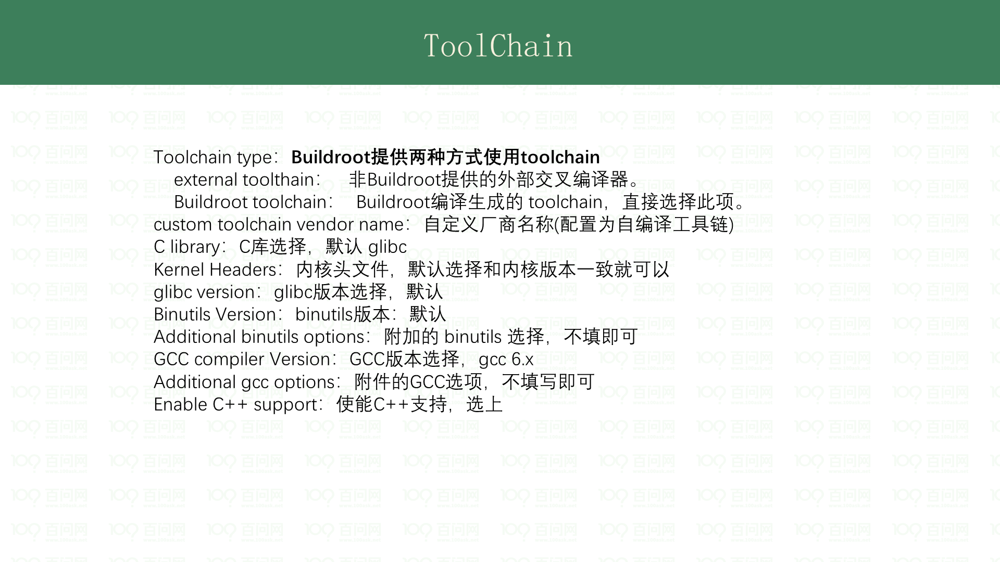 ToolChain
Toolchain type：Buildroot提供两种方式使用toolchain
external toolthain：  非Buildroot提供的外部交叉编译器。
Buildroot toolchain：  Buildroot编译生成的 toolchain，直接选择此项。
custom toolchain vendor name：自定义厂商名称(配置为自编译工具链)
C library：C库选择，默认 glibc
Kernel Headers：内核头文件，默认选择和内核版本一致就可以
glibc version：glibc版本选择，默认
Binutils Version：binutils版本：默认
Additional binutils options：附加的 binutils 选择，不填即可
GCC compiler Version：GCC版本选择，gcc 6.x
Additional gcc options：附件的GCC选项，不填写即可
Enable C++ support：使能C++支持，选上
百问网
www.100ask.net